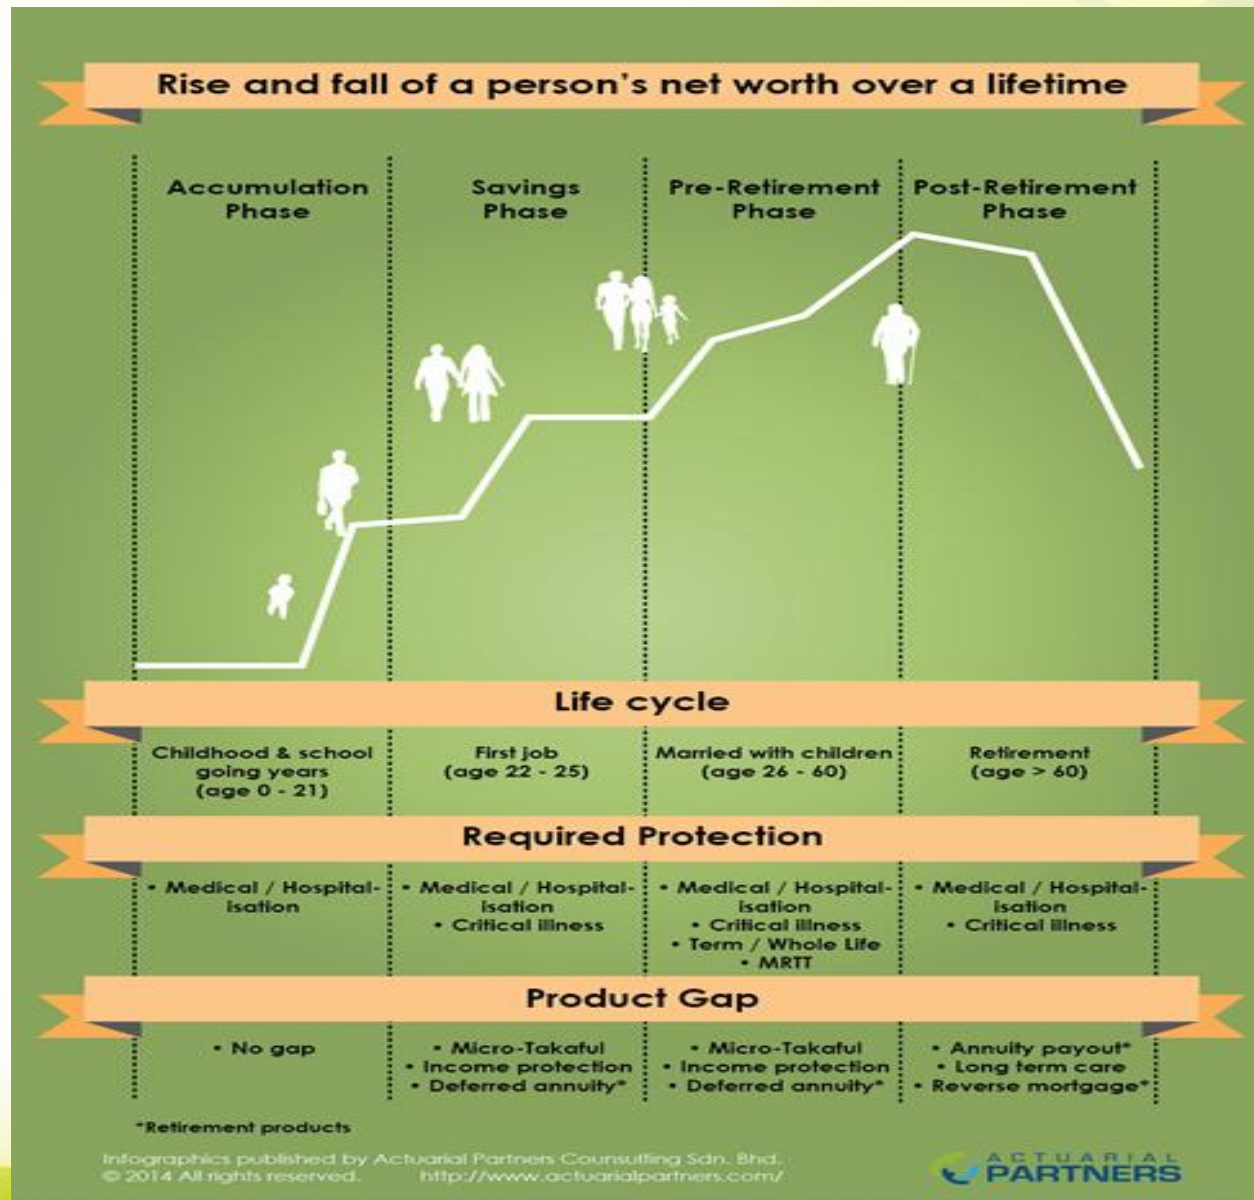 Rise and fall of a person's net worth over a lifetime
Accumulation
Phase
Savings
Phase
Pre-Retirement
Phase
Post-Retirement
Phase
Life cycle
Childhood & school
going years
(age 0 - 21)
First job
(age 22 - 25)
Married with children
(age 26 - 60)
Retirement
(age > 60)
Required Protection
• Medical / Hospital-
isation
• Medical / Hospital-
isation
• Critical illness
• Medical / Hospital-
isation
• Critical illness
• Term / Whole Life
• MRTT
• Medical / Hospital-
isation
• Critical illness
Product Gap
• No gap
• Micro-Takaful
• Income protection
• Deferred annuity*
• Micro-Takaful
• Income protection
• Deferred annuity*
• Annuity payout*
• Long term care
• Reverse mortgage*
*Retirement products
Infographics published by Actuarial Partners Counsulting Sdn. Bhd.
© 2014 All rights reserved. http://www.actuarialpartners.com/
ACTUARIAL
PARTNERS